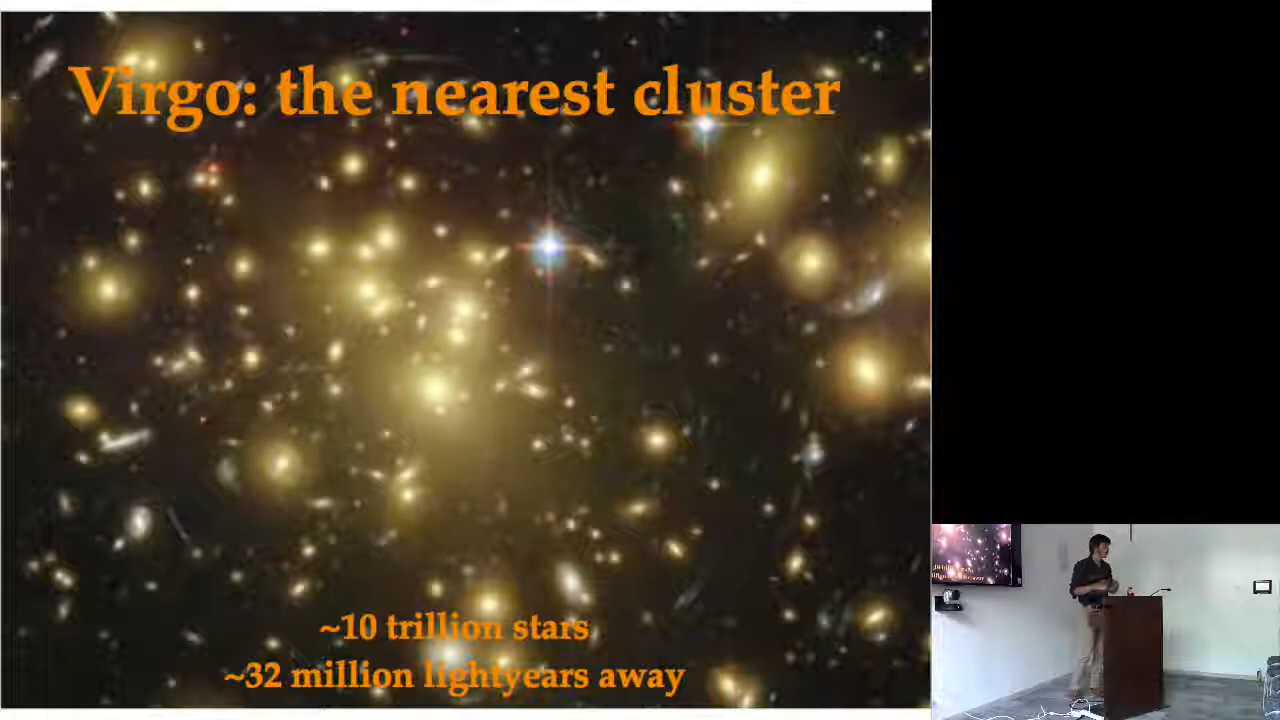 Virgo: the nearest cluster
~10 trillion stars
~32 million lightyears away